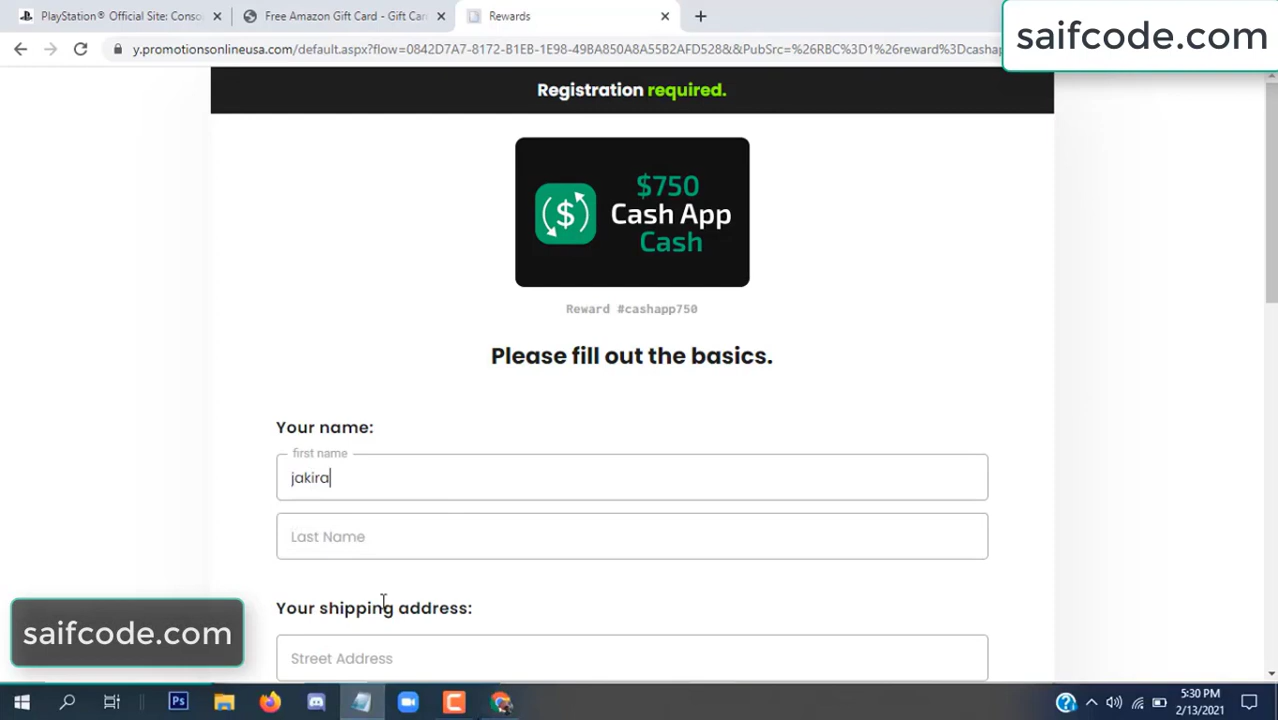 PlayStation® Official Site: Conso
Free Amazon Gift Card - Gift Car
Rewards
saifcode.com
y.promotionsonlineusa.com/default.aspx?flow=0842D7A7-8172-B1EB-1E98-49BA850A8A55B2AFD528&&PubSrc=%26RBC%3D1%26reward%3Dcasha
Registration required.
$750
Cash App
Cash
Reward #cashapp750
Please fill out the basics.
Your name:
first name
jakira
Last Name
Your shipping address:
saifcode.com
Street Address
Ps
5:30 PM
2/13/2021